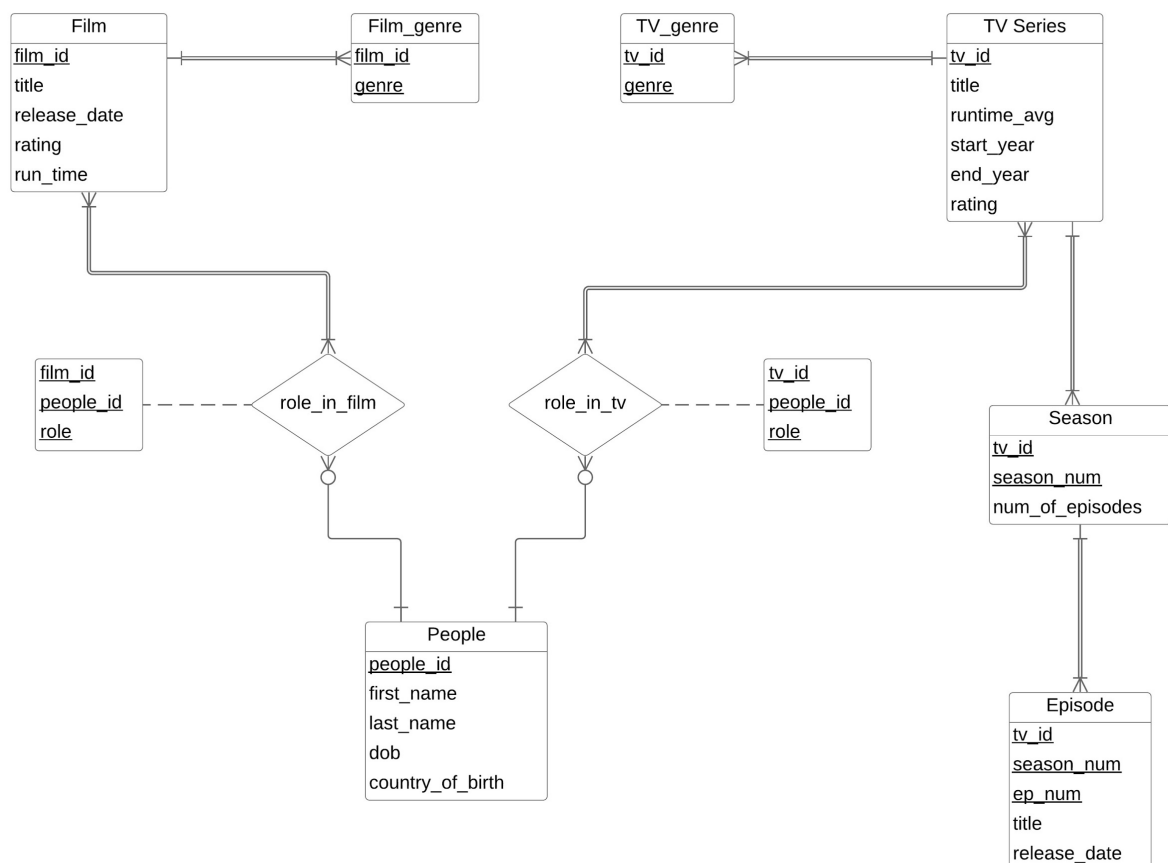 Film
film_id
title
release_date
rating
run_time
Film_genre
film_id
genre
TV_genre
tv_id
genre
TV Series
tv_id
title
runtime_avg
start_year
end_year
rating
film_id
people_id
role
role_in_film
role_in_tv
tv_id
people_id
role
Season
tv_id
season_num
num_of_episodes
People
people_id
first_name
last_name
dob
country_of_birth
Episode
tv_id
season_num
ep_num
title
release_date